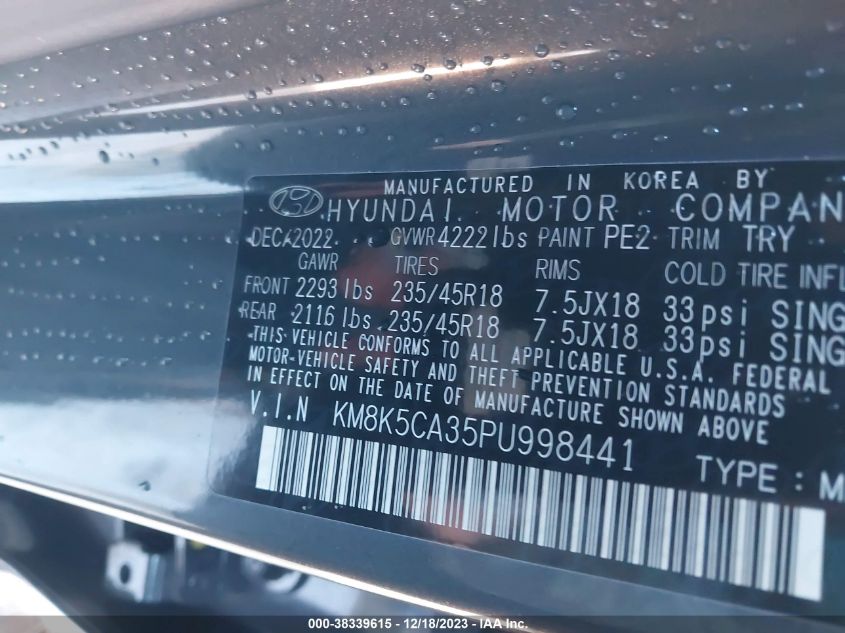 MANUFACTURED IN KOREA BY
HYUNDAI MOTOR COMPAN
DEC/2022 GVWR 4222 lbs PAINT PE2 TRIM TRY
GAWR TIRES RIMS COLD TIRE INFL
FRONT 2293 lbs 235/45R18 7.5JX18 33psi SING
REAR 2116 lbs 235/45R18 7.5JX18 33psi SING
THIS VEHICLE CONFORMS TO ALL APPLICABLE U.S.A. FEDERAL
MOTOR-VEHICLE SAFETY AND THEFT PREVENTION STANDARDS
IN EFFECT ON THE DATE OF MANUFACTURE SHOWN ABOVE
V.I.N KM8K5CA35PU998441
TYPE : M
000-38339615 - 12/18/2023 - IAA Inc.